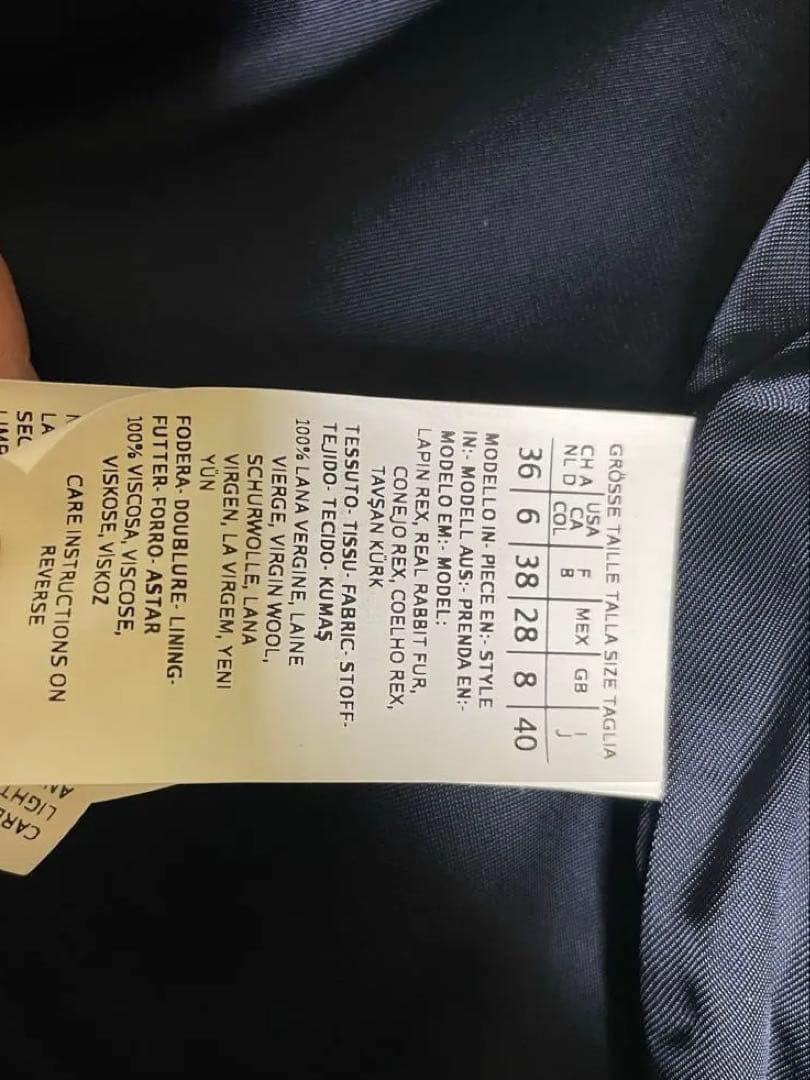 GRÖSSE TAILLE TALLA SIZE TAGLIA
CH A | USA | F | MEX | GB | I
NL D | CA | B | J
COL
36 | 6 | 38 | 28 | 8 | 40
MODELLO IN:- PIECE EN:- STYLE
IN:- MODELL AUS:- PRENDA EN:-
MODELO EM:- MODEL:
LAPIN REX, REAL RABBIT FUR,
CONEJO REX, COELHO REX,
TAVŞAN KÜRK
TESSUTO- TISSU- FABRIC- STOFF-
TEJIDO- TECIDO- KUMAŞ
100% LANA VERGINE, LAINE
VIERGE, VIRGIN WOOL,
SCHURWOLLE, LANA
VIRGEN, LA VIRGEM, YENI
YÜN
FODERA- DOUBLURE- LINING-
FUTTER- FORRO- ASTAR
100% VISCOSA, VISCOSE,
VISKOSE, VISKOZ
CARE INSTRUCTIONS ON
REVERSE
LA
SEC
CARE
LIGHT